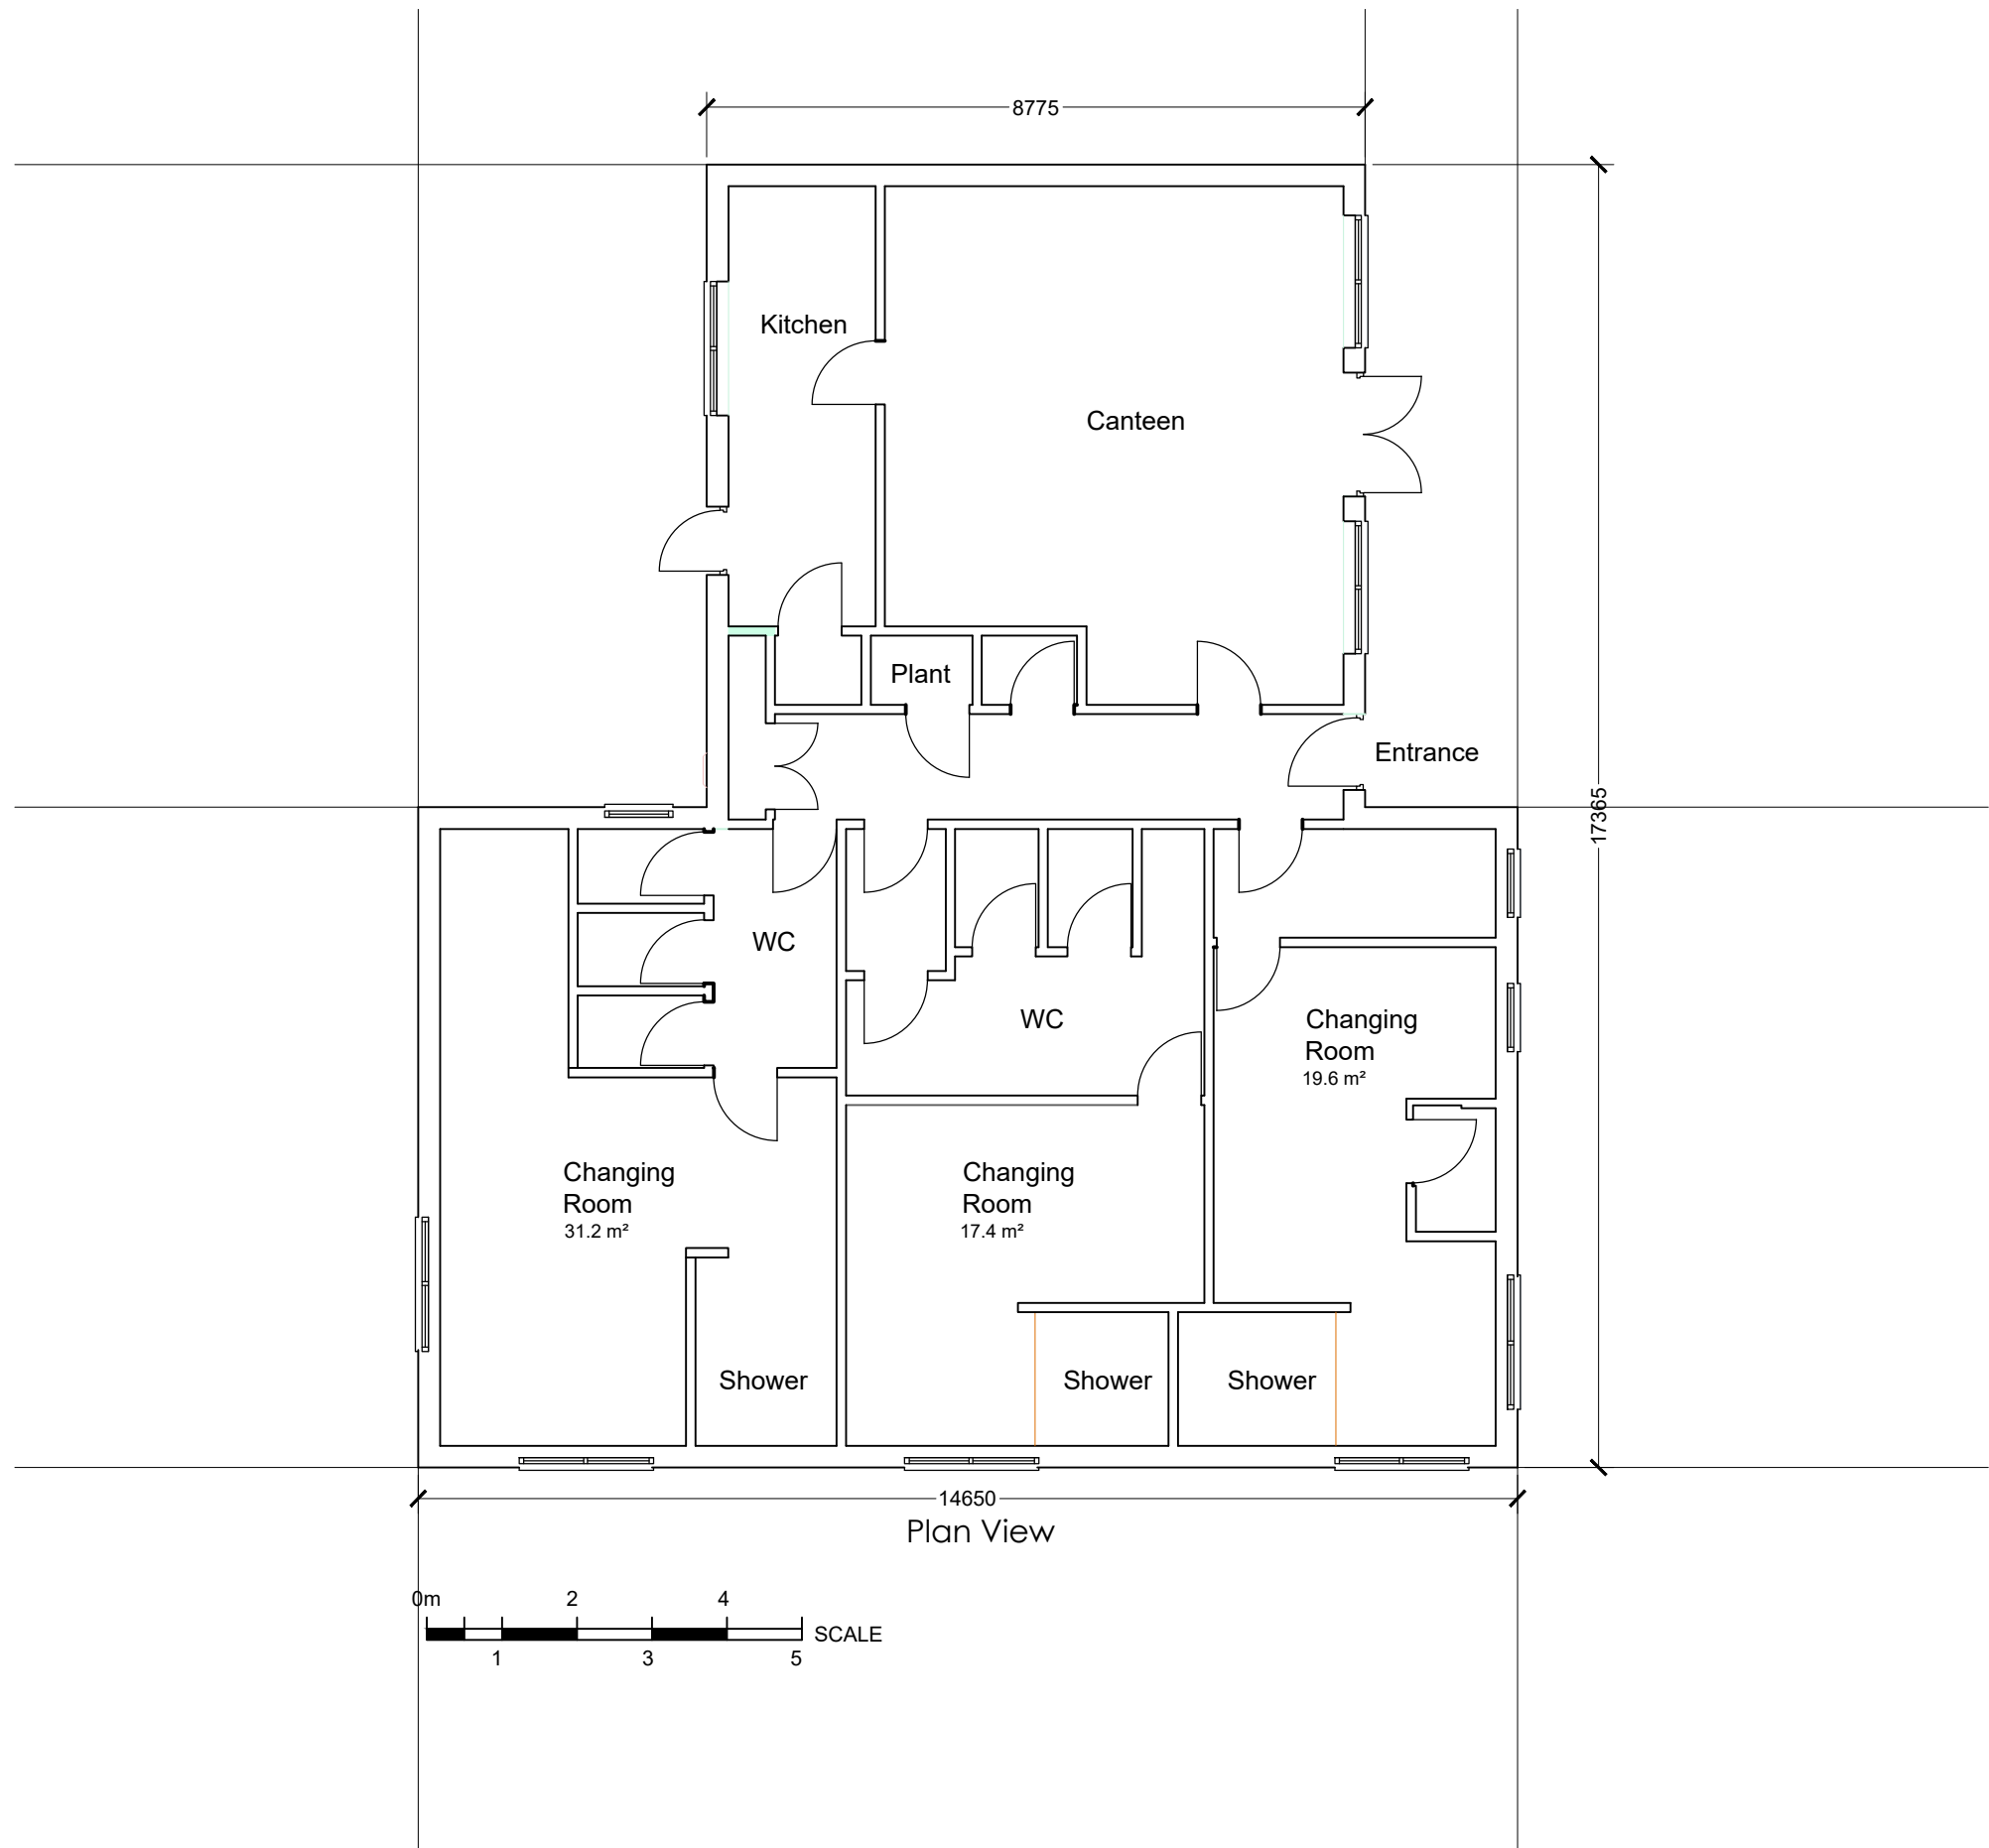 8775
Kitchen
Canteen
Plant
Entrance
17365
WC
WC
Changing
Room
19.6 m²
Changing
Room
31.2 m²
Changing
Room
17.4 m²
Shower
Shower
Shower
14650
Plan View
0m 2 4
SCALE
1 3 5